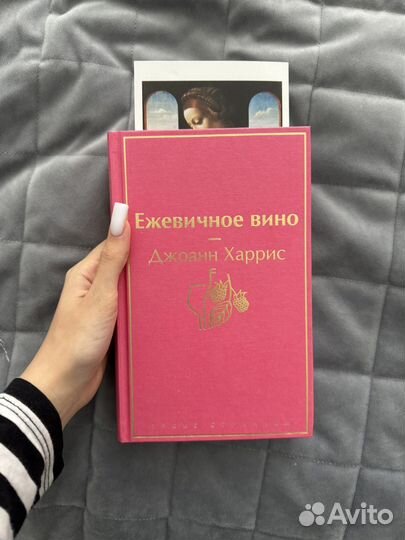 Ежевичное вино
Джоанн Харрис
Avito